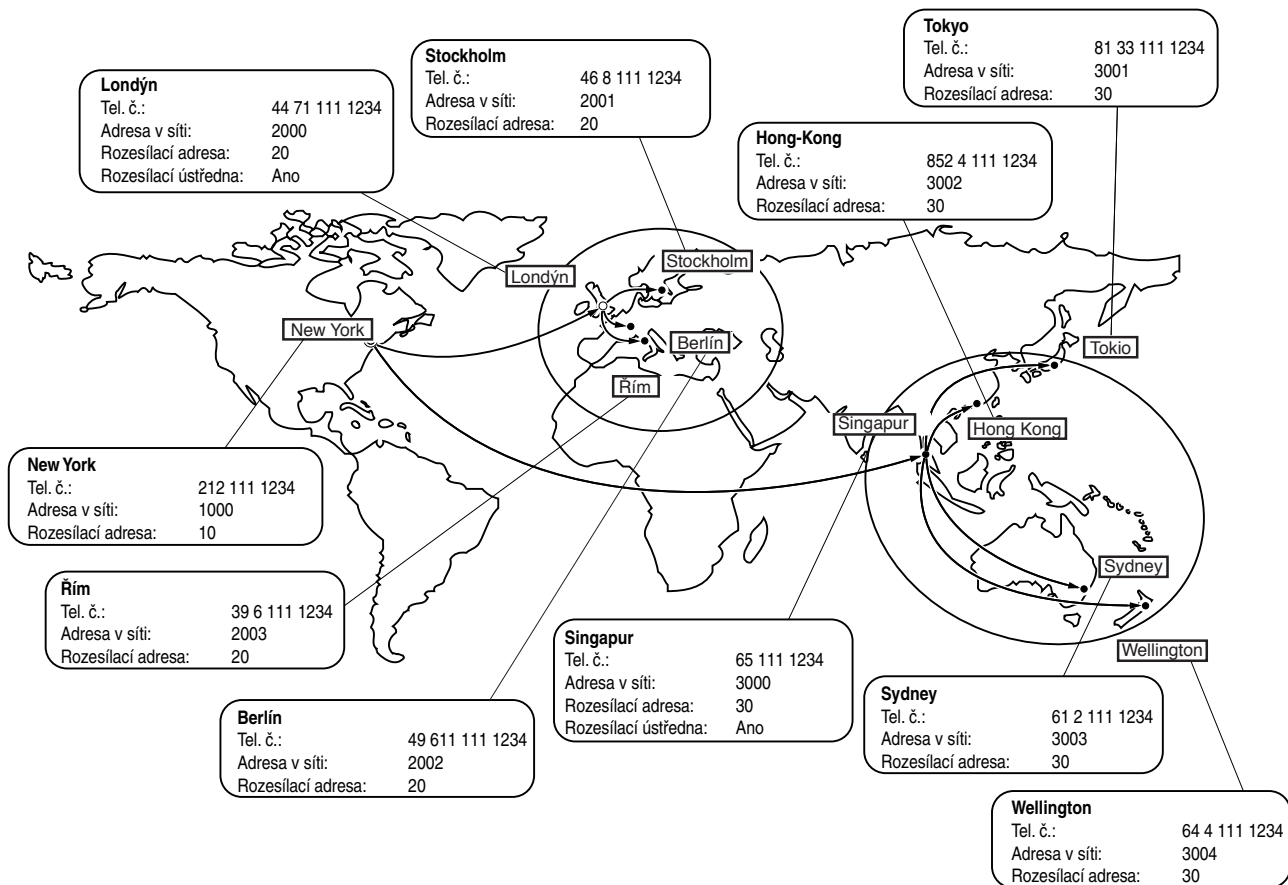 Tokyo
Tel. č.: 81 33 111 1234
Adresa v síti: 3001
Rozesílací adresa: 30
Stockholm
Tel. č.: 46 8 111 1234
Adresa v síti: 2001
Rozesílací adresa: 20
Londýn
Tel. č.: 44 71 111 1234
Adresa v síti: 2000
Rozesílací adresa: 20
Rozesílací ústředna: Ano
Hong-Kong
Tel. č.: 852 4 111 1234
Adresa v síti: 3002
Rozesílací adresa: 30
Stockholm
Londýn
New York
Berlín
Tokio
Řím
Singapur
Hong Kong
New York
Tel. č.: 212 111 1234
Adresa v síti: 1000
Rozesílací adresa: 10
Sydney
Řím
Tel. č.: 39 6 111 1234
Adresa v síti: 2003
Rozesílací adresa: 20
Singapur
Tel. č.: 65 111 1234
Adresa v síti: 3000
Rozesílací adresa: 30
Rozesílací ústředna: Ano
Wellington
Sydney
Tel. č.: 61 2 111 1234
Adresa v síti: 3003
Rozesílací adresa: 30
Berlín
Tel. č.: 49 611 111 1234
Adresa v síti: 2002
Rozesílací adresa: 20
Wellington
Tel. č.: 64 4 111 1234
Adresa v síti: 3004
Rozesílací adresa: 30